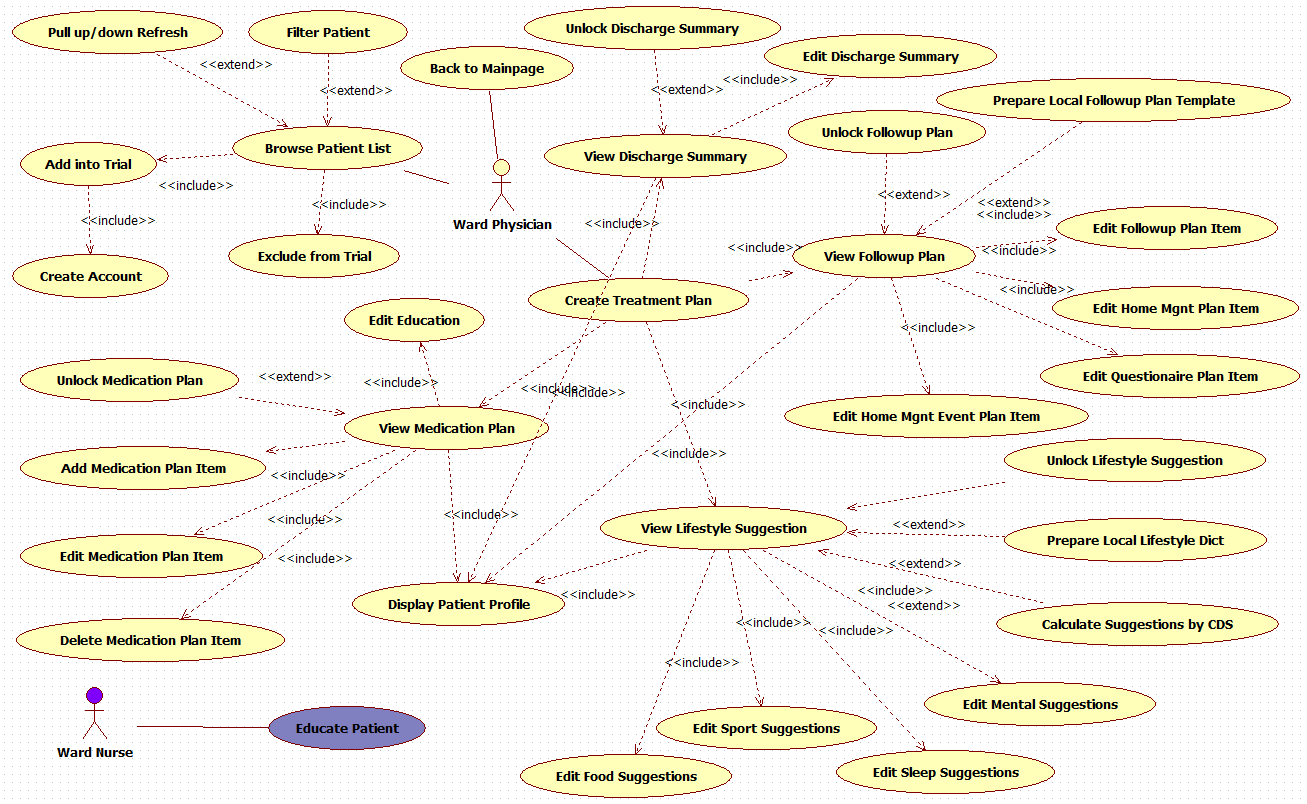 Pull up/down Refresh
Filter Patient
Unlock Discharge Summary
<<extend>>
Back to Mainpage
Edit Discharge Summary
<<include>>
<<extend>>
<<extend>>
Prepare Local Followup Plan Template
Unlock Followup Plan
Browse Patient List
View Discharge Summary
Add into Trial
<<include>>
<<extend>>
<<include>>
<<extend>>
<<include>>
<<include>>
Ward Physician
<<include>>
Edit Followup Plan Item
<<include>>
<<include>>
Exclude from Trial
View Followup Plan
Create Account
<<include>>
Create Treatment Plan
Edit Home Mgnt Plan Item
Edit Education
<<include>>
Unlock Medication Plan
<<extend>>
<<include>>
<<include>>
<<include>>
Edit Questionaire Plan Item
<<include>>
View Medication Plan
Edit Home Mgnt Event Plan Item
<<include>>
Unlock Lifestyle Suggestion
Add Medication Plan Item
<<include>>
<<include>>
<<include>>
<<extend>>
View Lifestyle Suggestion
Prepare Local Lifestyle Dict
Edit Medication Plan Item
<<include>>
<<extend>>
<<include>>
<<include>>
Display Patient Profile
<<extend>>
Calculate Suggestions by CDS
<<include>>
<<include>>
Delete Medication Plan Item
<<include>>
Edit Mental Suggestions
Educate Patient
Edit Sport Suggestions
Ward Nurse
Edit Food Suggestions
Edit Sleep Suggestions